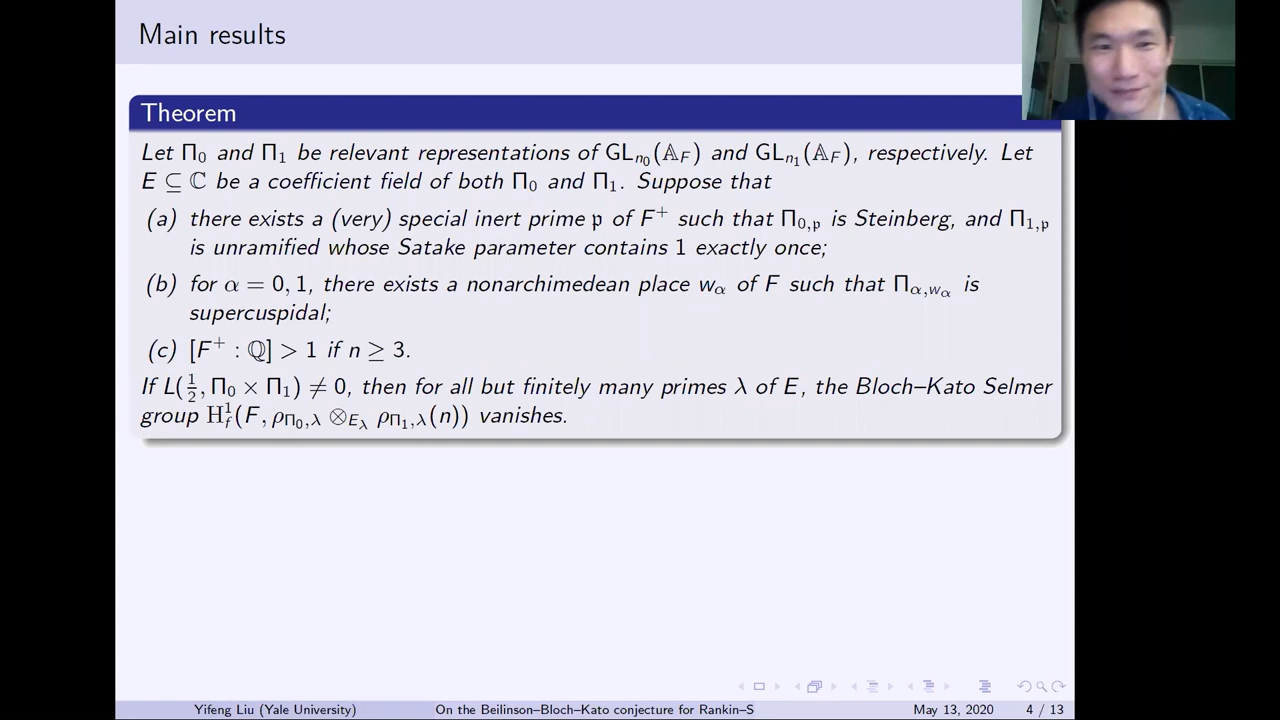 Main results
Theorem
Let Π₀ and Π₁ be relevant representations of GL_{n₀}(𝔸_F) and GL_{n₁}(𝔸_F), respectively. Let
E ⊆ ℂ be a coefficient field of both Π₀ and Π₁. Suppose that
(a) there exists a (very) special inert prime 𝔭 of F⁺ such that Π_{0,𝔭} is Steinberg, and Π_{1,𝔭}
is unramified whose Satake parameter contains 1 exactly once;
(b) for α = 0, 1, there exists a nonarchimedean place w_α of F such that Π_{α,w_α} is
supercuspidal;
(c) [F⁺ : ℚ] > 1 if n ≥ 3.
If L(½, Π₀ × Π₁) ≠ 0, then for all but finitely many primes λ of E, the Bloch–Kato Selmer
group H¹_f(F, ρ_{Π₀,λ} ⊗_{E_λ} ρ_{Π₁,λ}(n)) vanishes.
Yifeng Liu (Yale University) On the Beilinson–Bloch–Kato conjecture for Rankin–S May 13, 2020 4 / 13